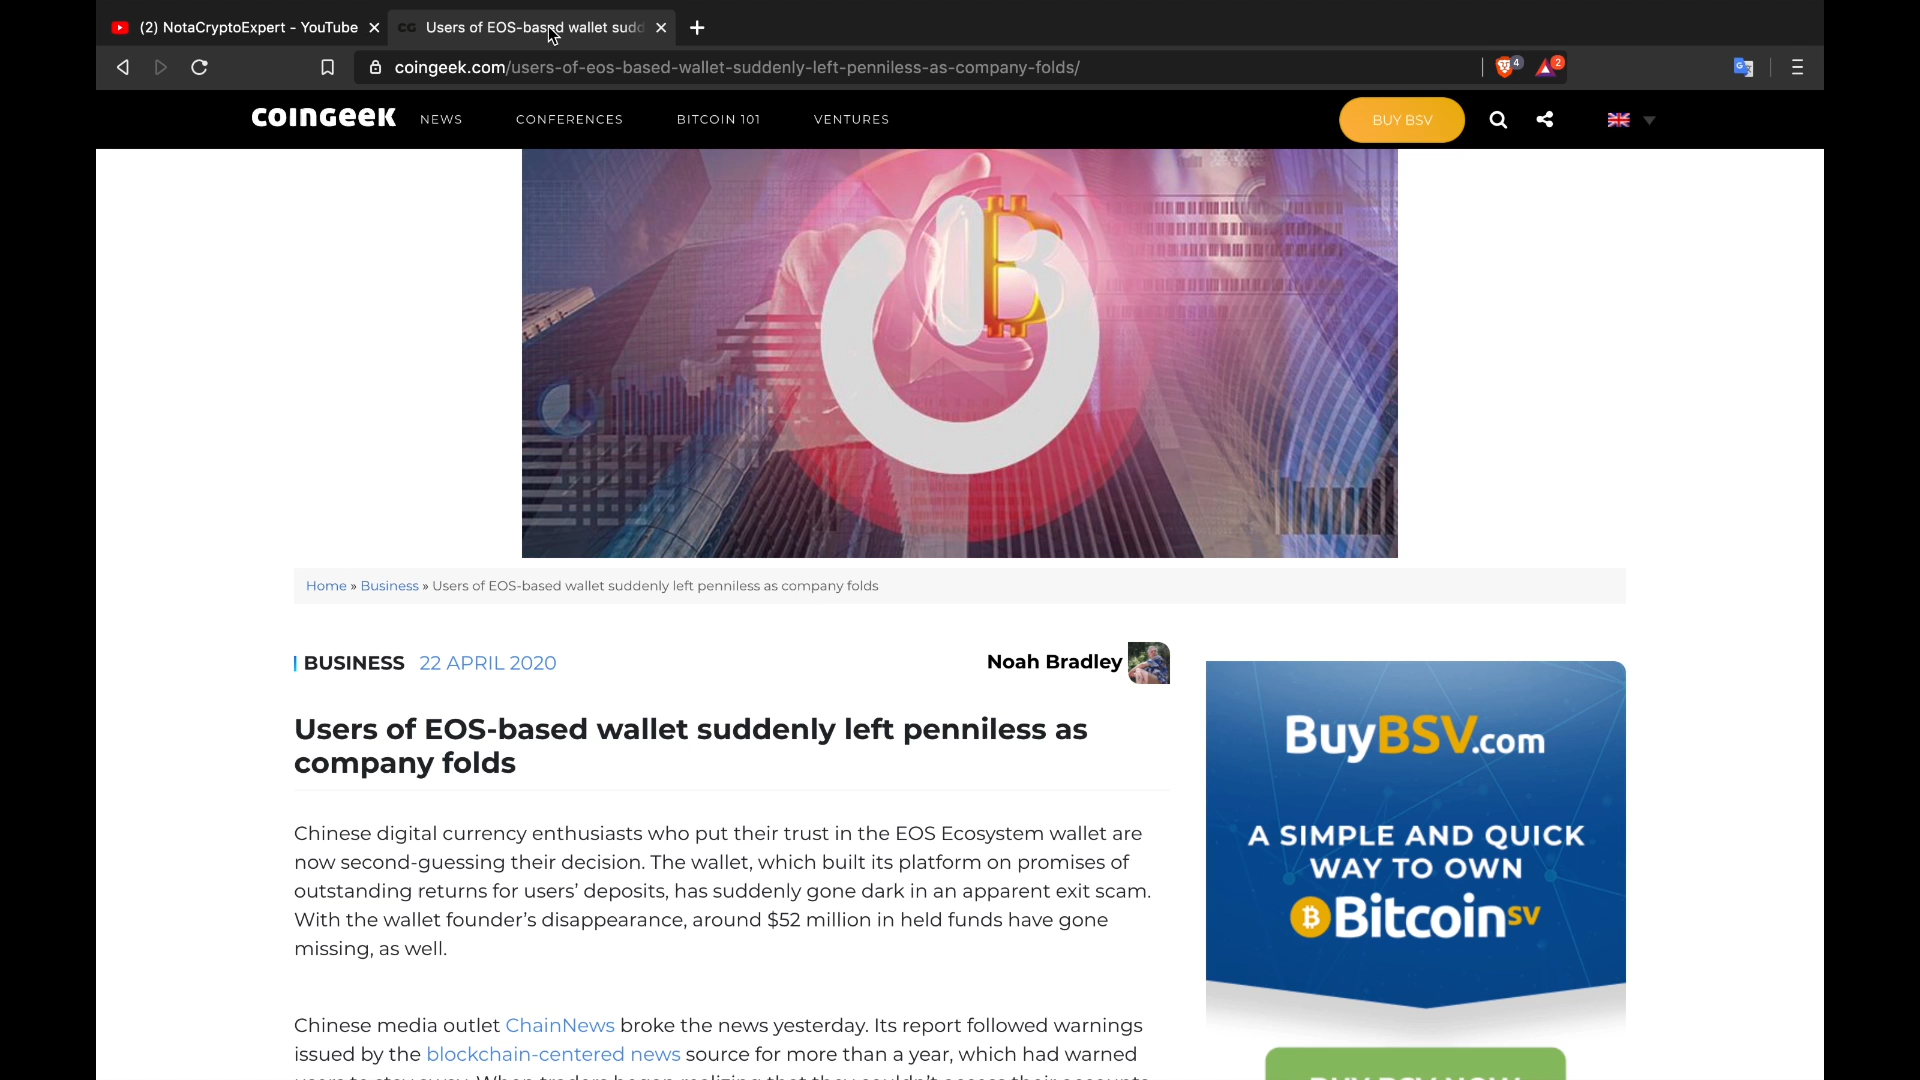 (2) NotaCryptoExpert - YouTube
CG Users of EOS-based wallet sudd
coingeek.com/users-of-eos-based-wallet-suddenly-left-penniless-as-company-folds/
4
2
coingeek NEWS CONFERENCES BITCOIN 101 VENTURES BUY BSV
Home » Business » Users of EOS-based wallet suddenly left penniless as company folds
BUSINESS 22 APRIL 2020
Noah Bradley
Users of EOS-based wallet suddenly left penniless as
company folds
Chinese digital currency enthusiasts who put their trust in the EOS Ecosystem wallet are
now second-guessing their decision. The wallet, which built its platform on promises of
outstanding returns for users’ deposits, has suddenly gone dark in an apparent exit scam.
With the wallet founder’s disappearance, around $52 million in held funds have gone
missing, as well.
Chinese media outlet ChainNews broke the news yesterday. Its report followed warnings
issued by the blockchain-centered news source for more than a year, which had warned
BuyBSV.com
A SIMPLE AND QUICK
WAY TO OWN
Bitcoin SV